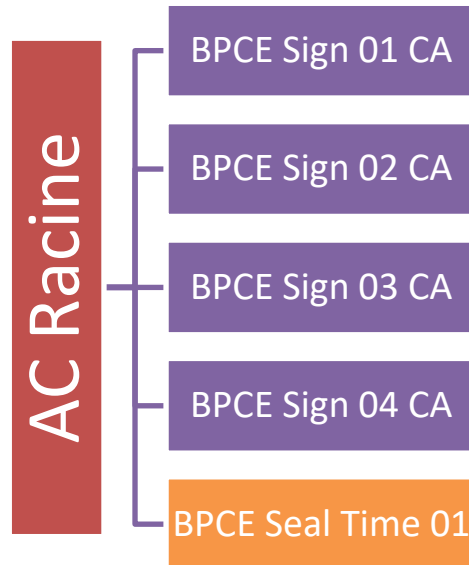 AC Racine
BPCE Sign 01 CA
BPCE Sign 02 CA
BPCE Sign 03 CA
BPCE Sign 04 CA
BPCE Seal Time 01